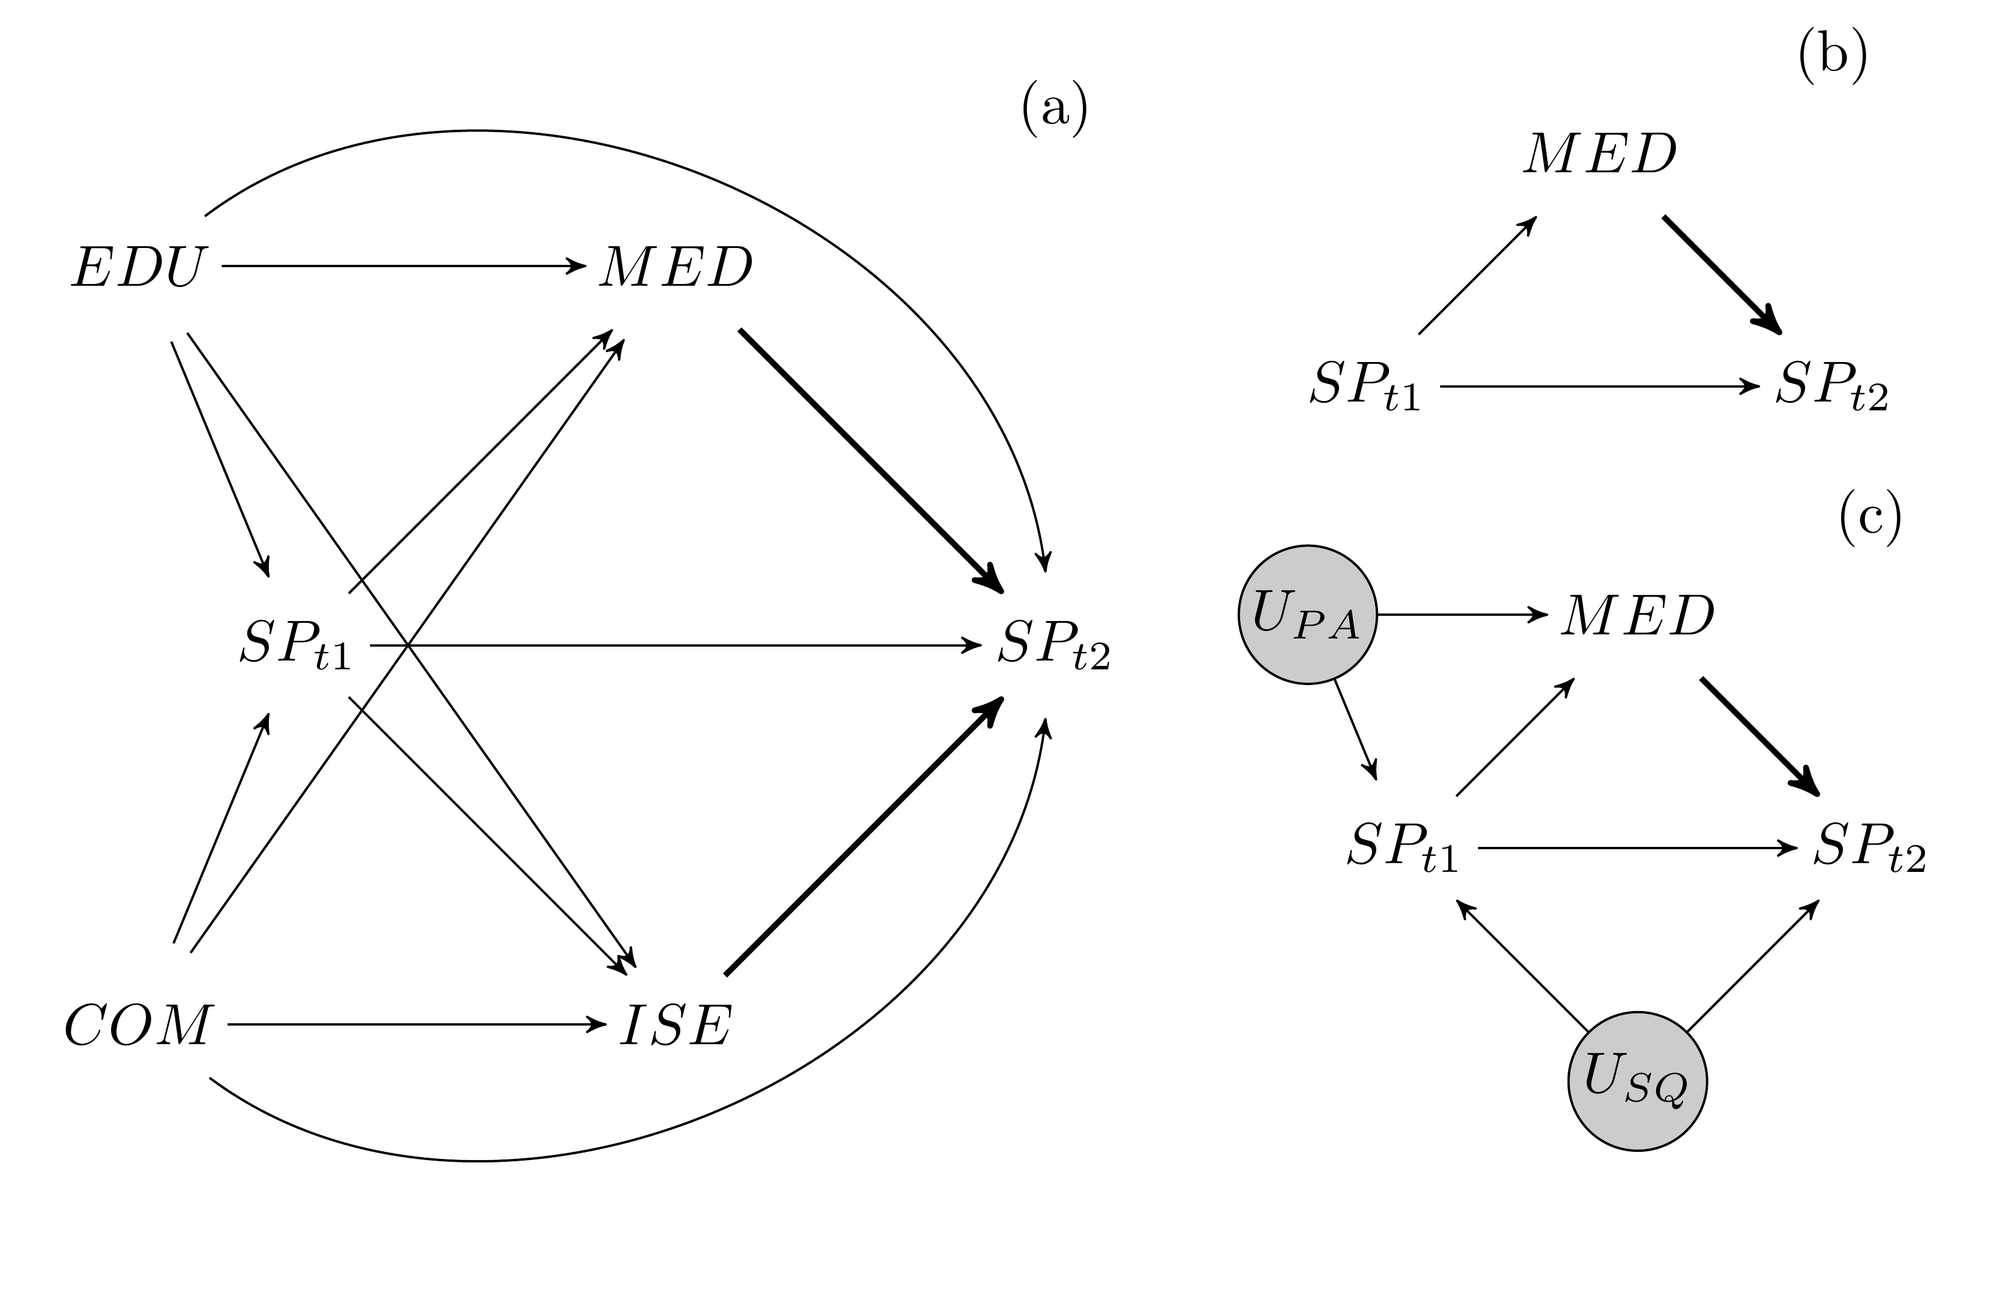 (a)
EDU
MED
SP_{t1}
SP_{t2}
COM
ISE
(b)
MED
SP_{t1}
SP_{t2}
(c)
U_{PA}
MED
SP_{t1}
SP_{t2}
U_{SQ}